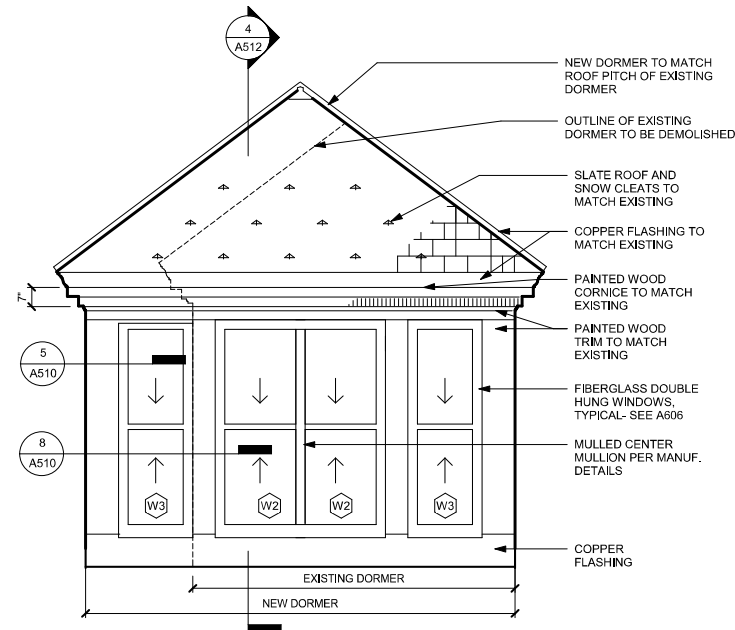 4
A512
NEW DORMER TO MATCH
ROOF PITCH OF EXISTING
DORMER
OUTLINE OF EXISTING
DORMER TO BE DEMOLISHED
SLATE ROOF AND
SNOW CLEATS TO
MATCH EXISTING
COPPER FLASHING TO
MATCH EXISTING
PAINTED WOOD
CORNICE TO MATCH
EXISTING
7"
PAINTED WOOD
TRIM TO MATCH
EXISTING
5
A510
FIBERGLASS DOUBLE
HUNG WINDOWS,
TYPICAL- SEE A606
8
A510
MULLED CENTER
MULLION PER MANUF.
DETAILS
W3
W2
W2
W3
COPPER
FLASHING
EXISTING DORMER
NEW DORMER